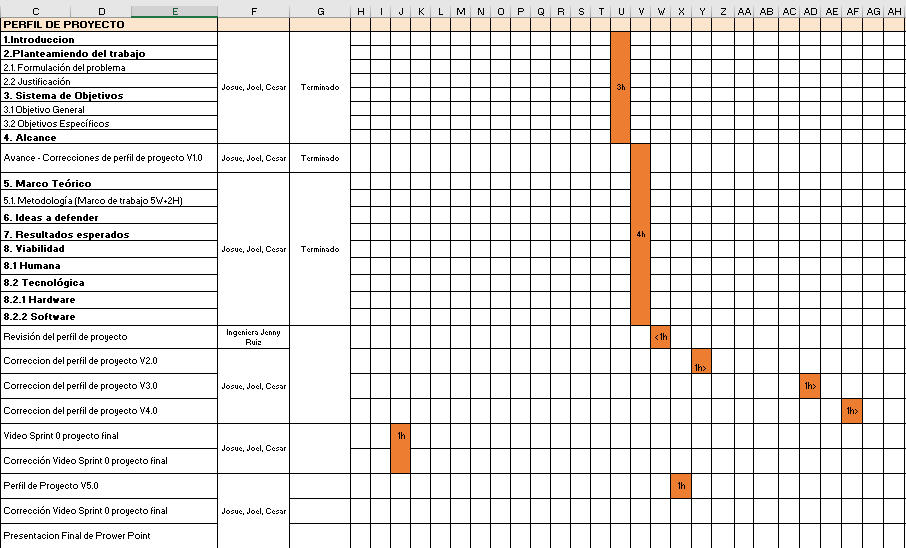 C D E F G H I J K L M N O P Q R S T U V W X Y Z AA AB AC AD AE AF AG AH
PERFIL DE PROYECTO
1.Introduccion
2.Planteamiendo del trabajo
2.1. Formulación del problema
2.2 Justificación
Josue, Joel, Cesar Terminado 3h
3. Sistema de Objetivos
3.1 Objetivo General
3.2 Objetivos Específicos
4. Alcance
Avance - Correcciones de perfil de proyecto V1.0 Josue, Joel, Cesar Terminado
5. Marco Teórico
5.1. Metodología (Marco de trabajo 5W+2H)
6. Ideas a defender
7. Resultados esperados 4h
8. Viabilidad Josue, Joel, Cesar Terminado
8.1 Humana
8.2 Tecnológica
8.2.1 Hardware
8.2.2 Software
Revisión del perfil de proyecto Ingeniera Jenny
Ruiz
<1h
Correccion del perfil de proyecto V2.0 1h>
Correccion del perfil de proyecto V3.0 Josue, Joel, Cesar 1h>
Correccion del perfil de proyecto V4.0 1h>
Video Sprint 0 proyecto final 1h
Josue, Joel, Cesar
Corrección Video Sprint 0 proyecto final
Perfil de Proyecto V5.0 1h
Corrección Video Sprint 0 proyecto final Josue, Joel, Cesar
Presentacion Final de Prower Point